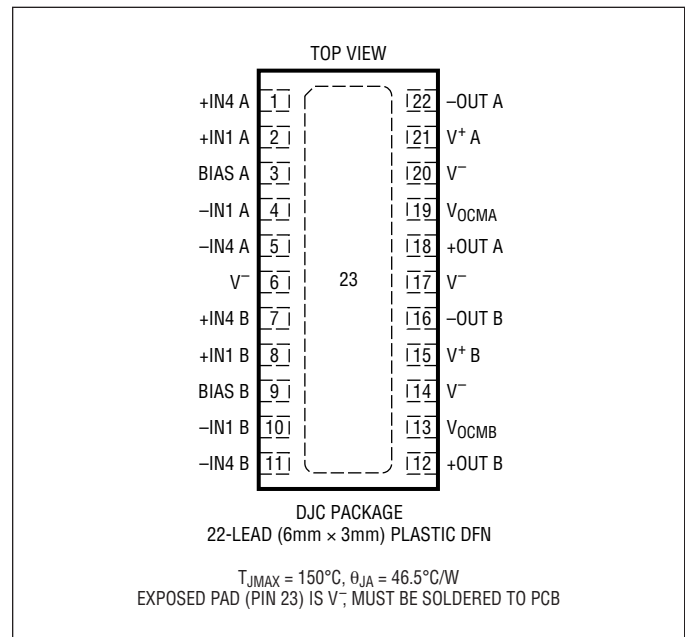 TOP VIEW
+IN4 A 1 22 –OUT A
+IN1 A 2 21 V+ A
BIAS A 3 20 V–
–IN1 A 4 19 VOCMA
–IN4 A 5 18 +OUT A
V– 6 23 17 V–
+IN4 B 7 16 –OUT B
+IN1 B 8 15 V+ B
BIAS B 9 14 V–
–IN1 B 10 13 VOCMB
–IN4 B 11 12 +OUT B
DJC PACKAGE
22-LEAD (6mm × 3mm) PLASTIC DFN
TJMAX = 150°C, θJA = 46.5°C/W
EXPOSED PAD (PIN 23) IS V–, MUST BE SOLDERED TO PCB